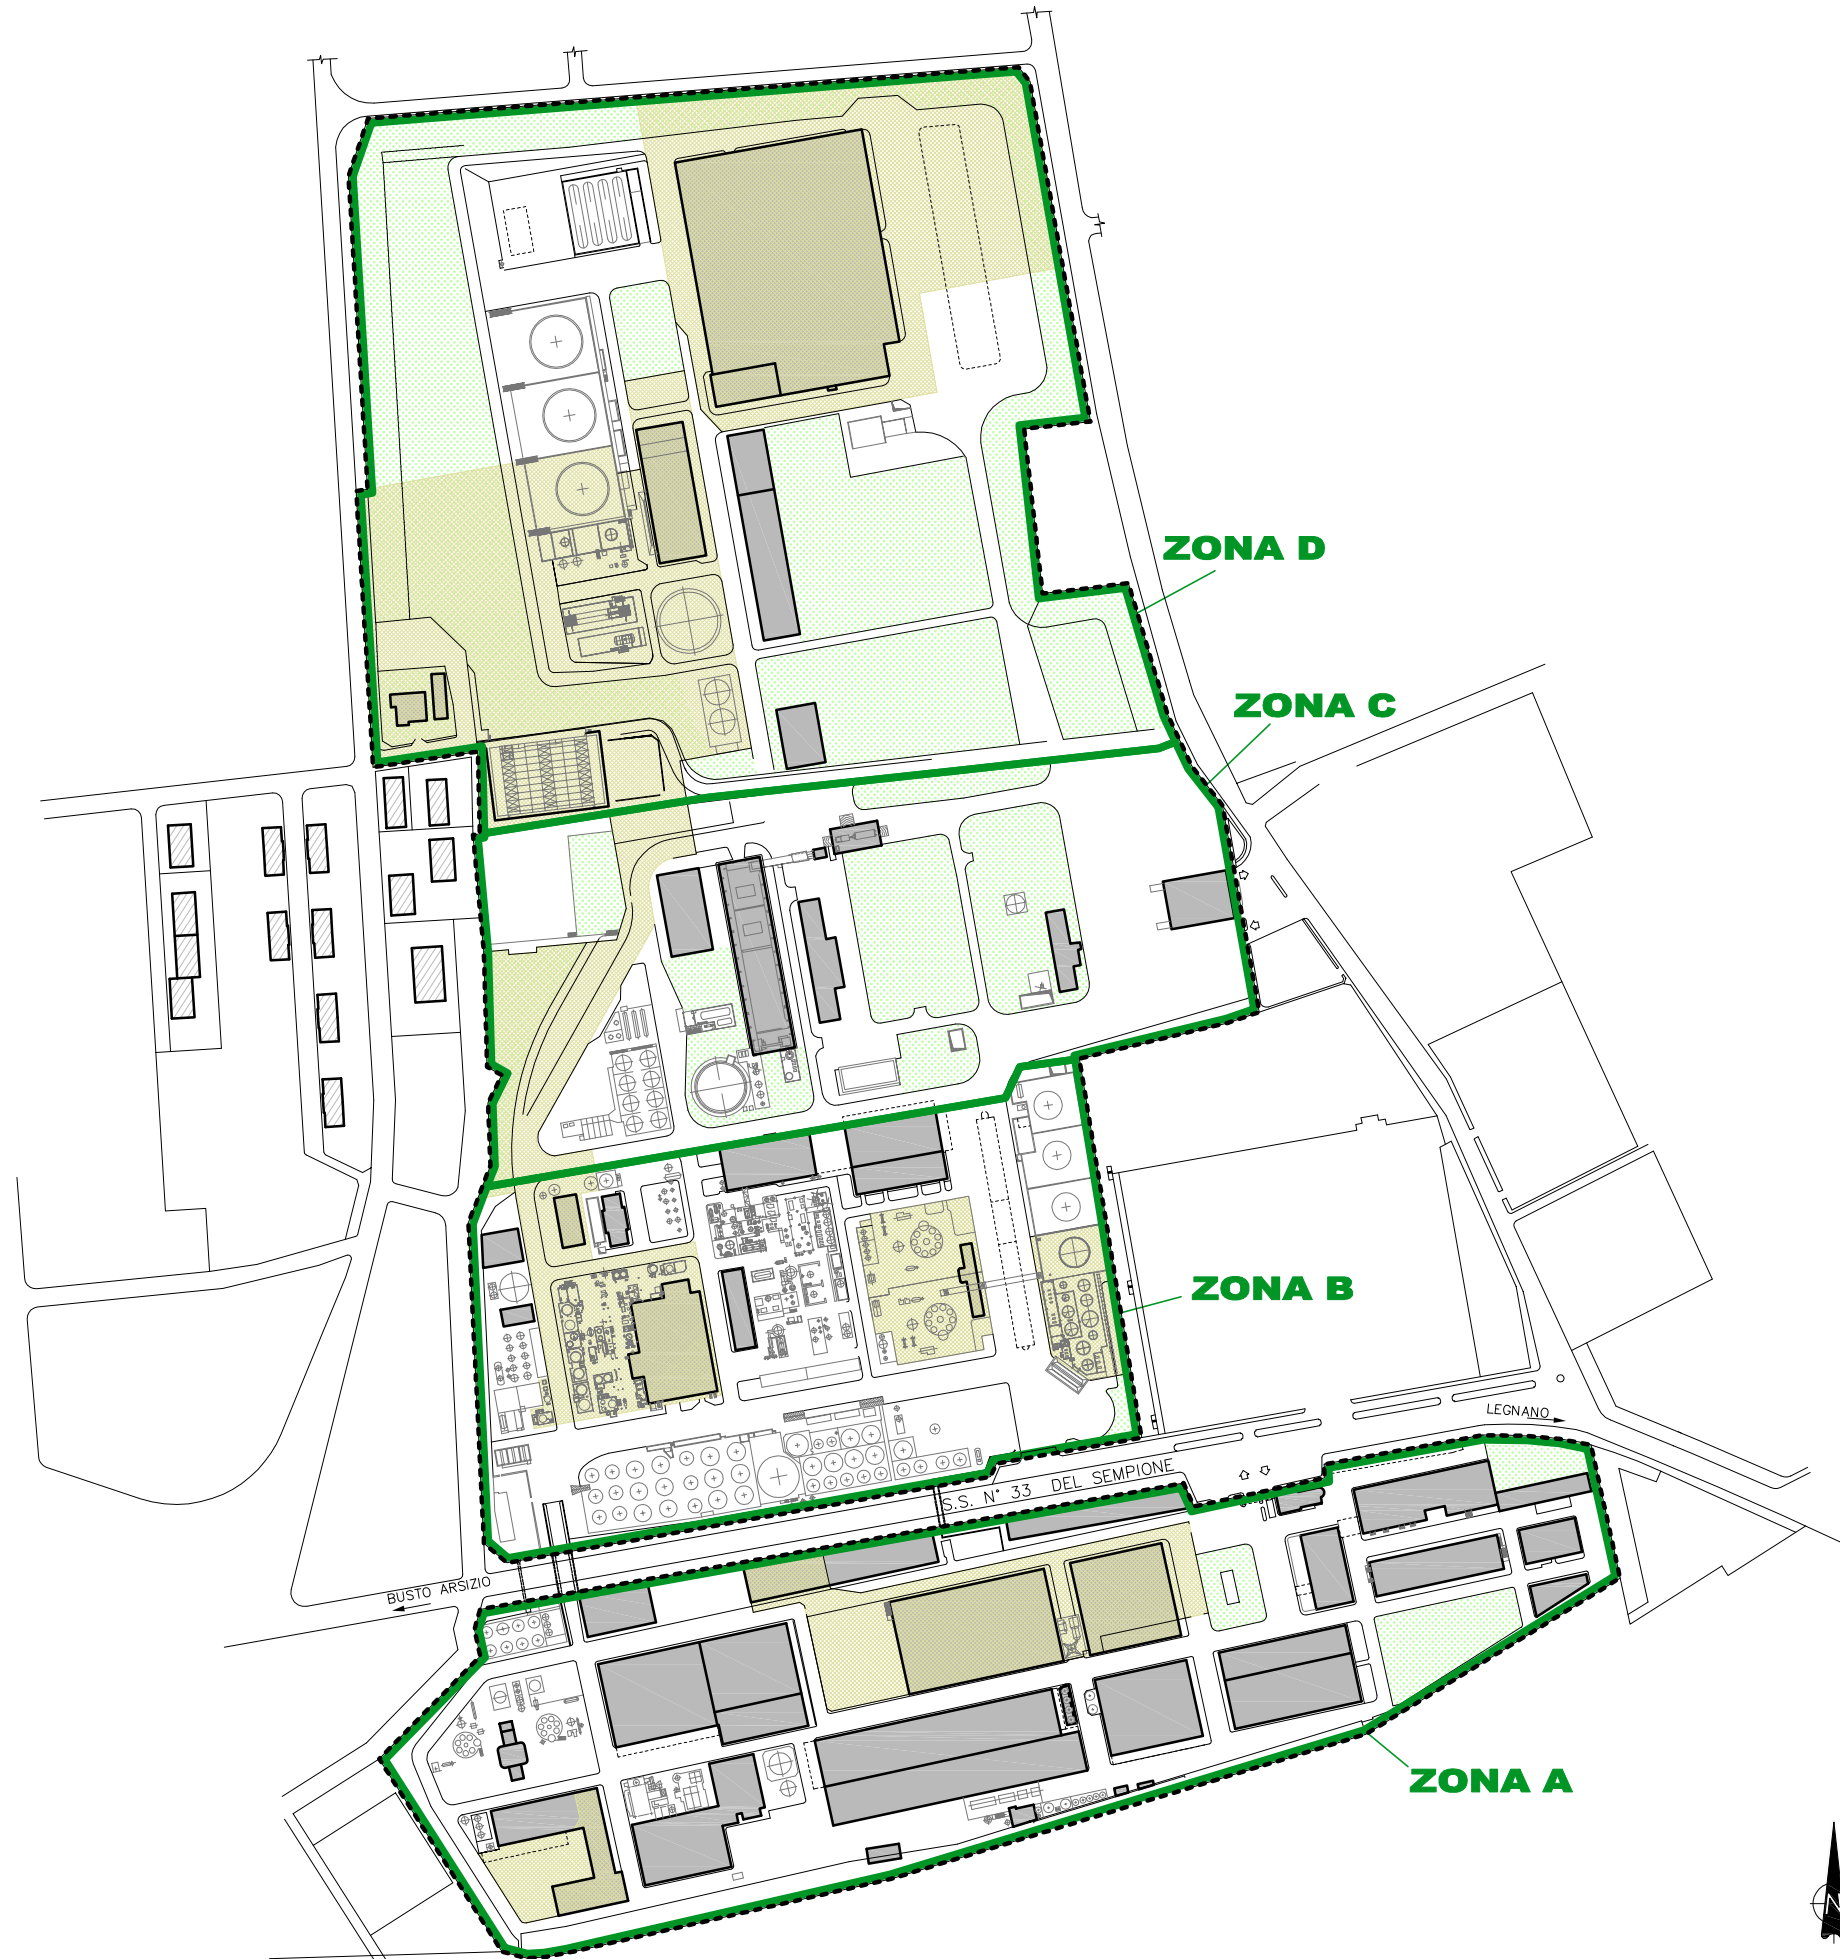 ZONA D
ZONA C
ZONA B
LEGNANO
S.S. N° 33 DEL SEMPIONE
BUSTO ARSIZIO
ZONA A
N